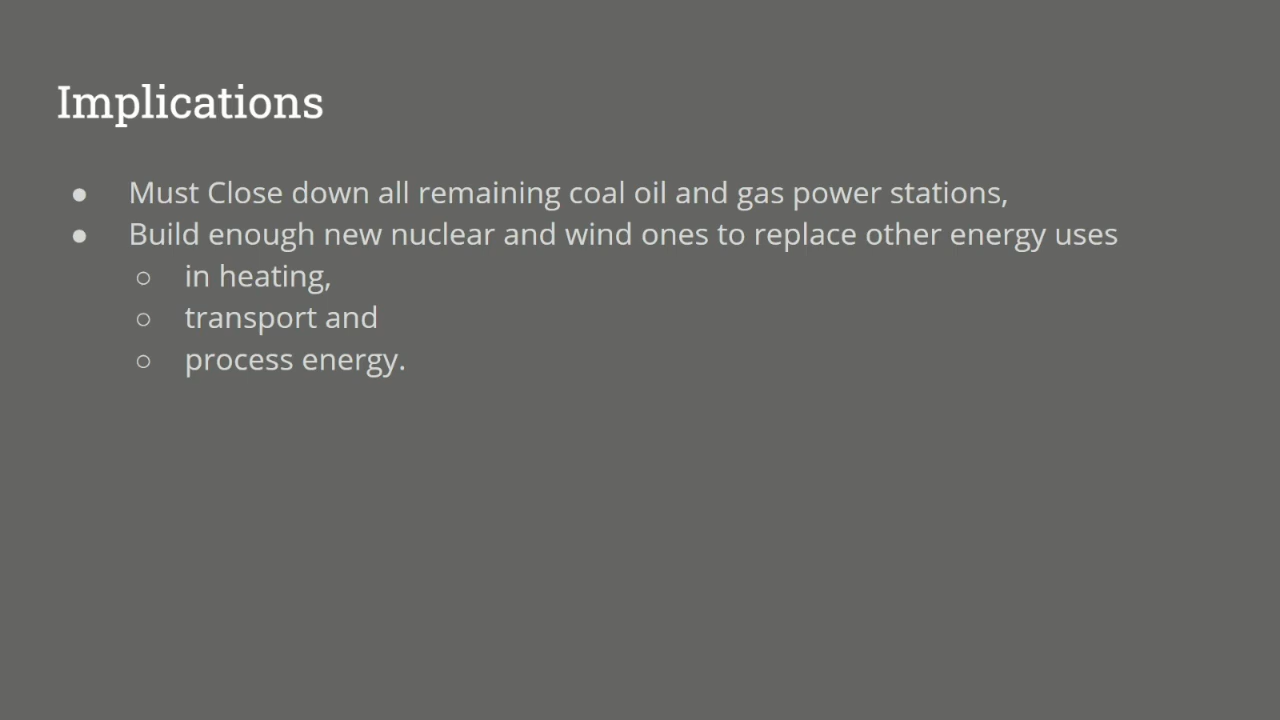 Implications
● Must Close down all remaining coal oil and gas power stations,
● Build enough new nuclear and wind ones to replace other energy uses
○ in heating,
○ transport and
○ process energy.